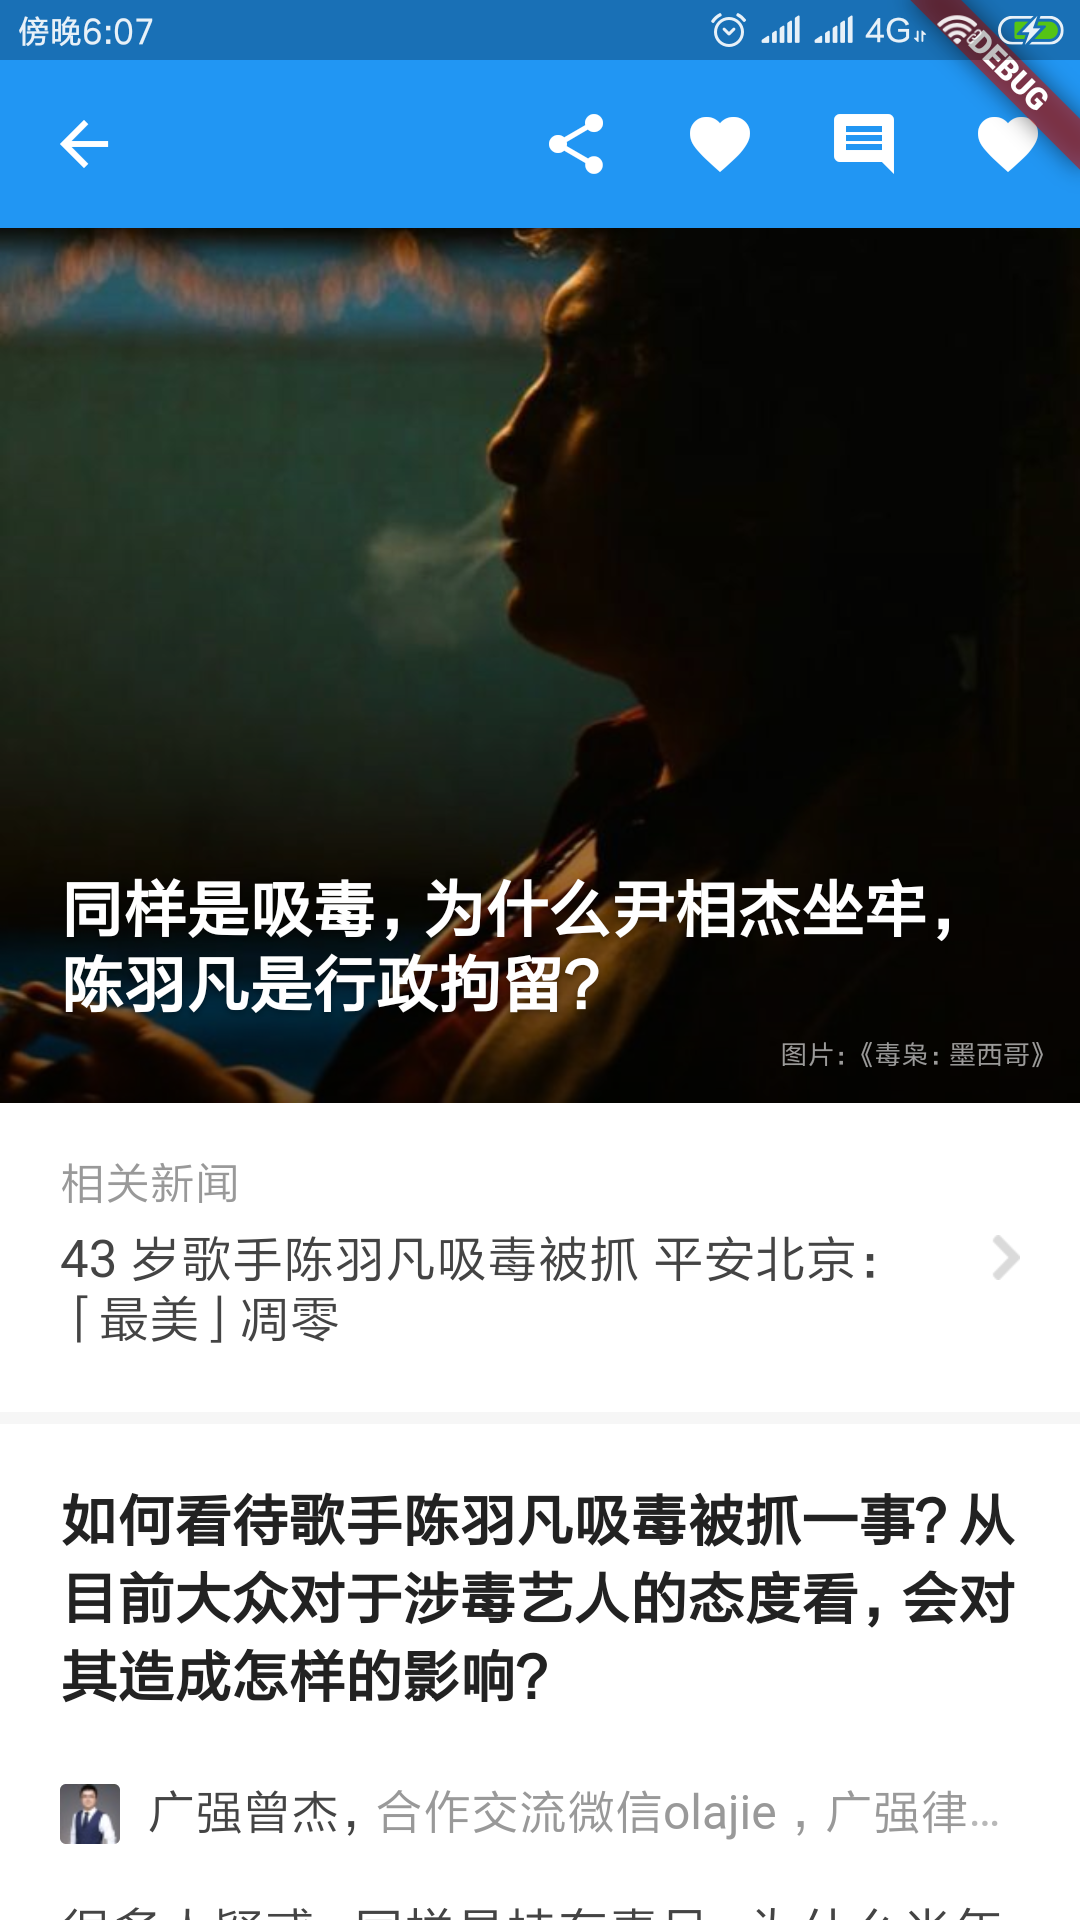 傍晚6:07
4G
DEBUG
同样是吸毒，为什么尹相杰坐牢，
陈羽凡是行政拘留？
图片：《毒枭：墨西哥》
相关新闻
43 岁歌手陈羽凡吸毒被抓 平安北京：
「最美」凋零
如何看待歌手陈羽凡吸毒被抓一事？从
目前大众对于涉毒艺人的态度看，会对
其造成怎样的影响？
广强曾杰，合作交流微信olajie ，广强律...